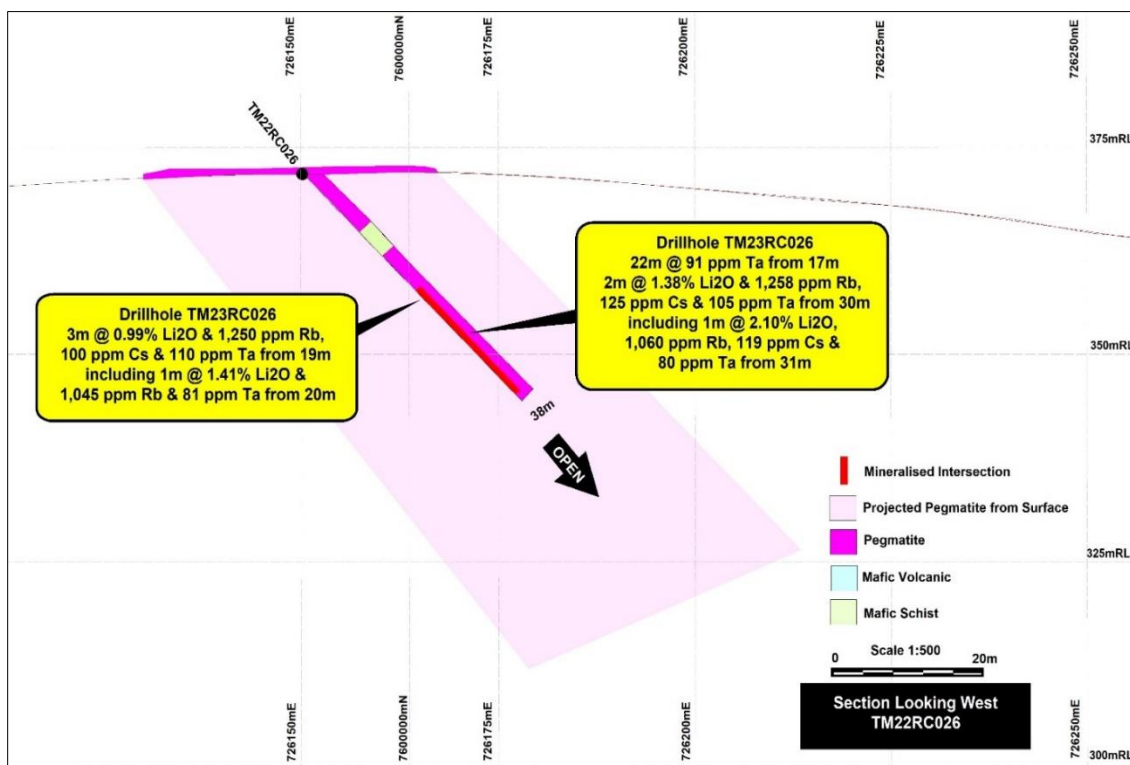 726150mE
7600000mN
726175mE
726200mE
726225mE
726250mE
TM22RC026
375mRL
Drillhole TM23RC026
22m @ 91 ppm Ta from 17m
2m @ 1.38% Li2O & 1,258 ppm Rb,
125 ppm Cs & 105 ppm Ta from 30m
including 1m @ 2.10% Li2O,
1,060 ppm Rb, 119 ppm Cs &
80 ppm Ta from 31m
Drillhole TM23RC026
3m @ 0.99% Li2O & 1,250 ppm Rb,
100 ppm Cs & 110 ppm Ta from 19m
including 1m @ 1.41% Li2O &
1,045 ppm Rb & 81 ppm Ta from 20m
350mRL
38m
OPEN
Mineralised Intersection
Projected Pegmatite from Surface
Pegmatite
325mRL
Mafic Volcanic
Mafic Schist
Scale 1:500
0
20m
Section Looking West
TM22RC026
726150mE
7600000mN
726175mE
726200mE
726225mE
726250mE
300mRL